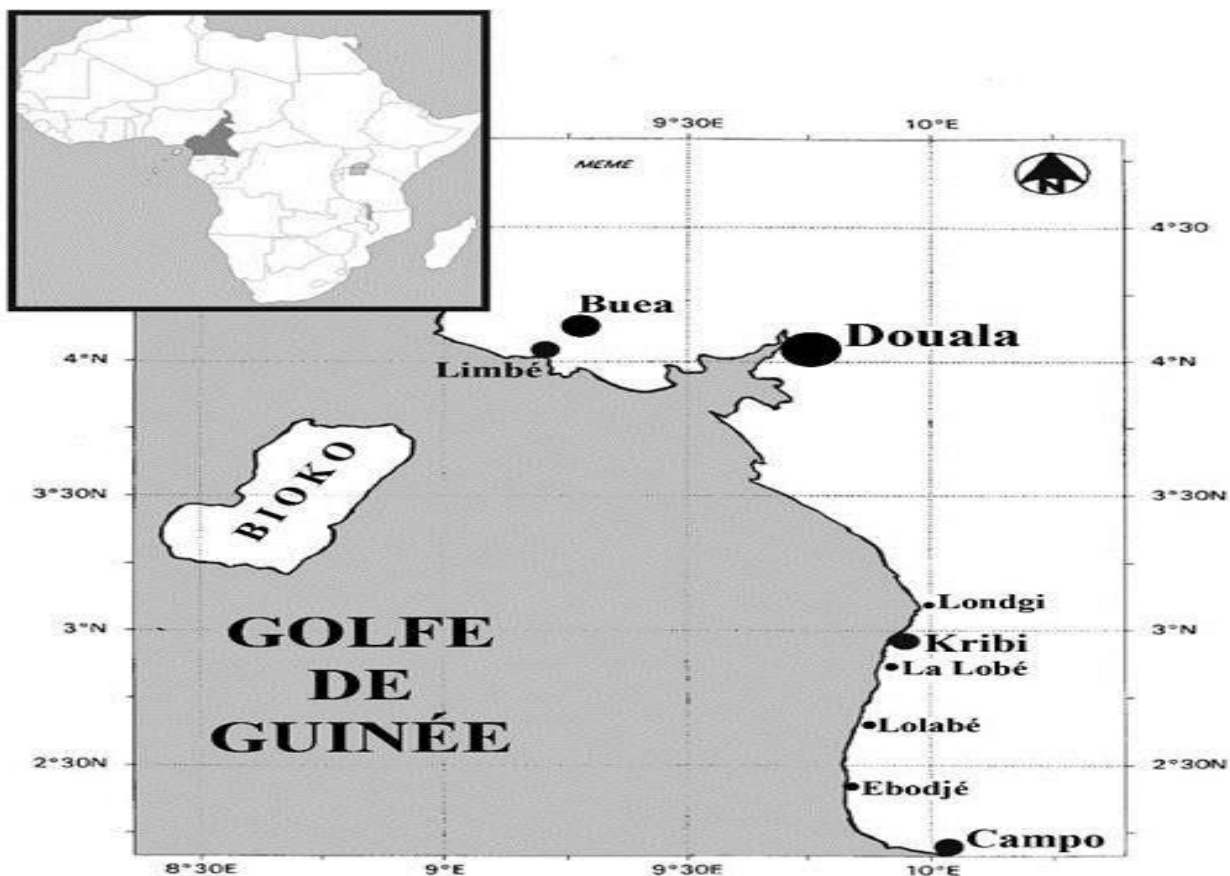 9°30E
10°E
MEME
N
4°30
Buea
Douala
4°N
Limbé
4°N
BIOKO
3°30N
3°30N
Londgi
3°N
GOLFE
DE
GUINÉE
3°N
Kribi
La Lobé
Lolabé
2°30N
2°30N
Ebodjé
Campo
8°30E
9°E
9°30E
10°E